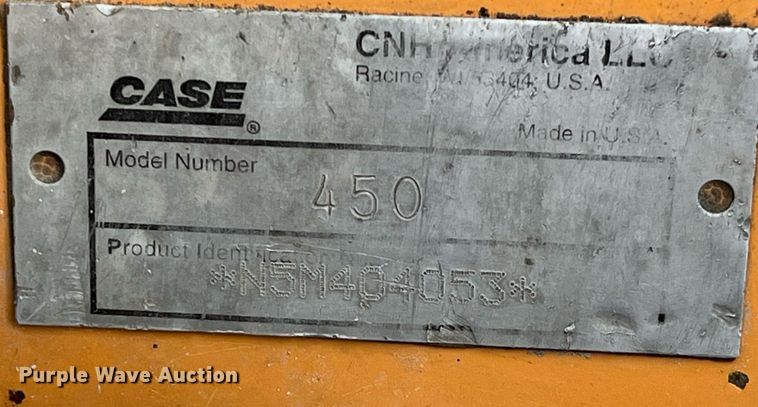 CNH America LLC
Racine, WI 53404 U.S.A.
CASE
®
Made in U.S.A.
Model Number
450
Product Identification
*N5M404053*
Purple Wave Auction